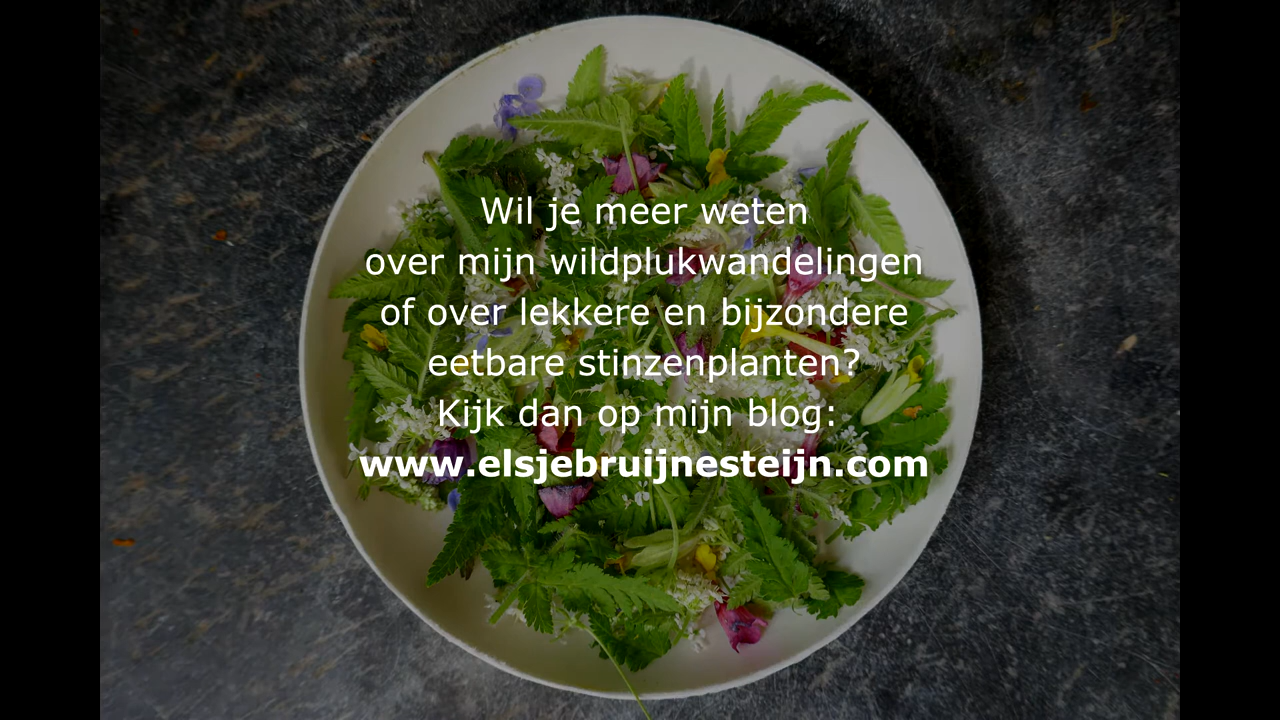 Wil je meer weten
over mijn wildplukwandelingen
of over lekkere en bijzondere
eetbare stinzenplanten?
Kijk dan op mijn blog:
www.elsjebruijnesteijn.com